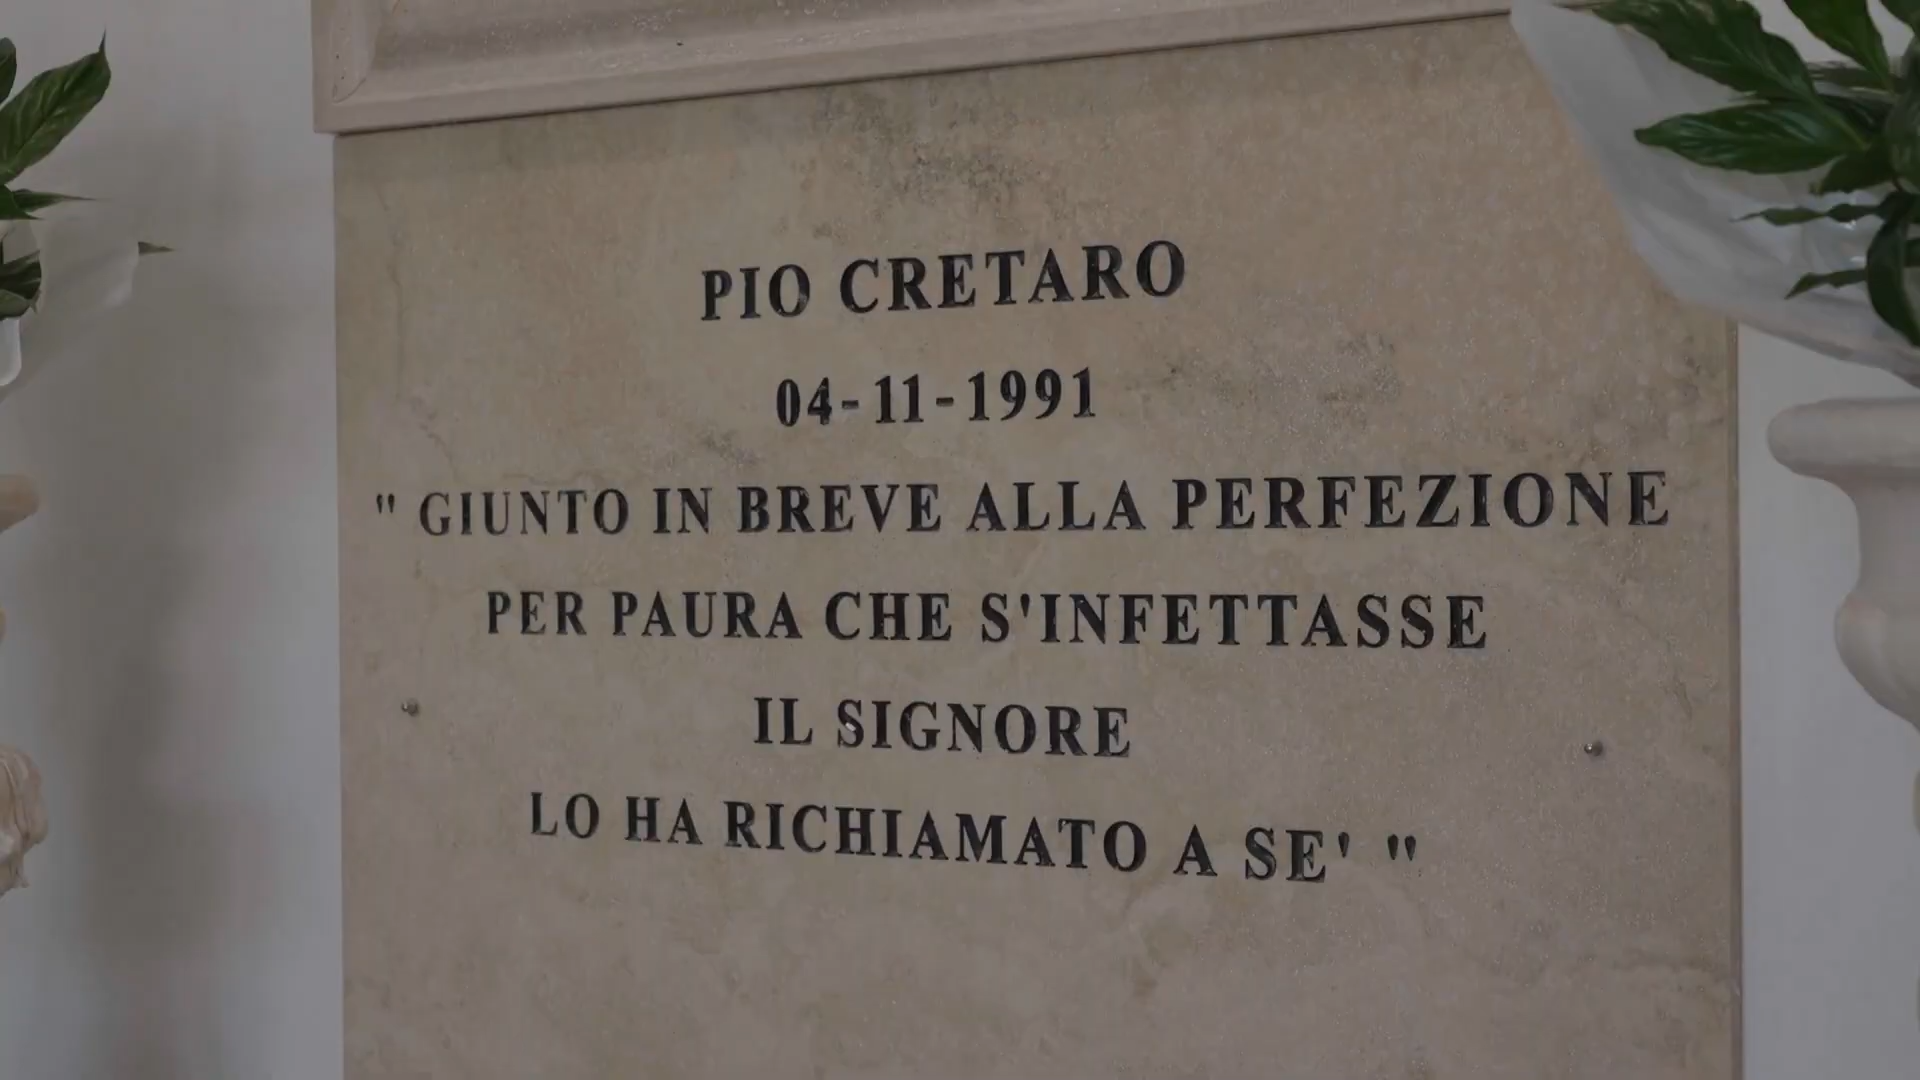 PIO CRETARO
04-11-1991
" GIUNTO IN BREVE ALLA PERFEZIONE
PER PAURA CHE S'INFETTASSE
IL SIGNORE
LO HA RICHIAMATO A SE' "